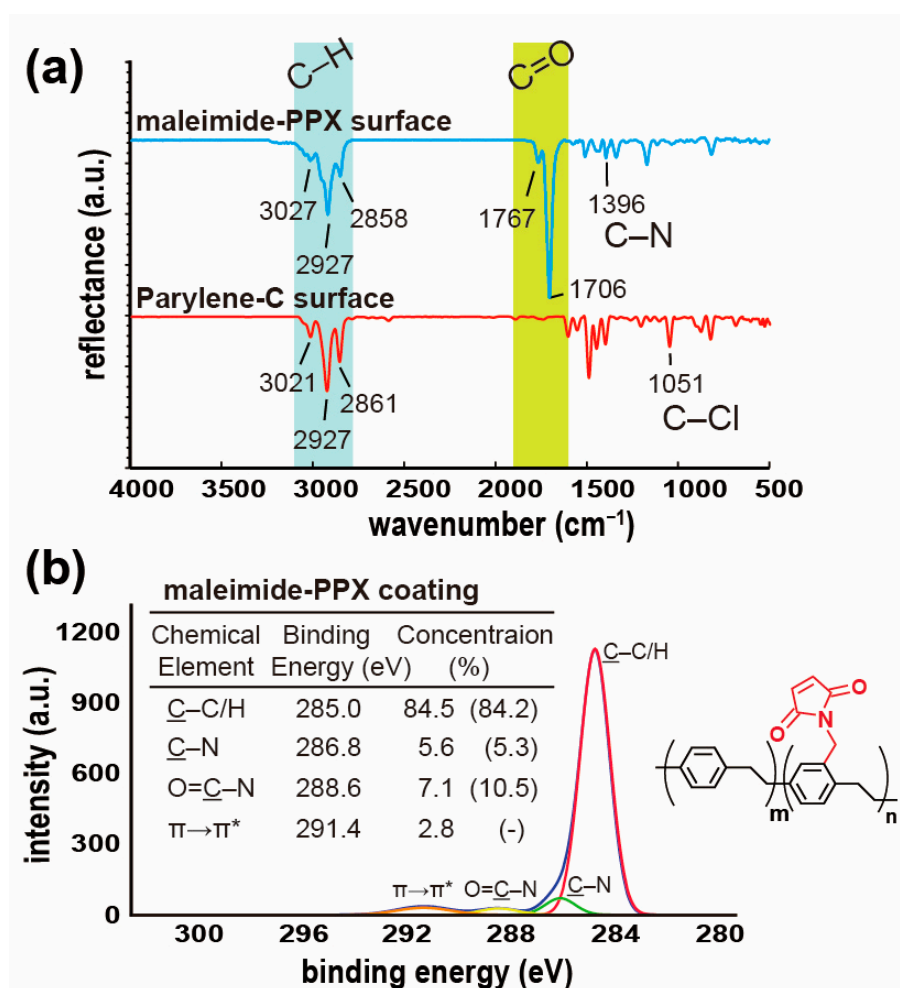 (a)
C–H
C=O
maleimide-PPX surface
3027
2858
2927
1767
1396
C–N
1706
Parylene-C surface
3021
2861
2927
1051
C–Cl
reflectance (a.u.)
4000 3500 3000 2500 2000 1500 1000 500
wavenumber (cm⁻¹)
(b)
maleimide-PPX coating
Chemical Element Binding Energy (eV) Concentraion (%)
C–C/H 285.0 84.5 (84.2)
C–N 286.8 5.6 (5.3)
O=C–N 288.6 7.1 (10.5)
π→π* 291.4 2.8 (-)
1200
900
600
300
0
intensity (a.u.)
C–C/H
π→π* O=C–N C–N
O
N
O
m
n
300 296 292 288 284 280
binding energy (eV)